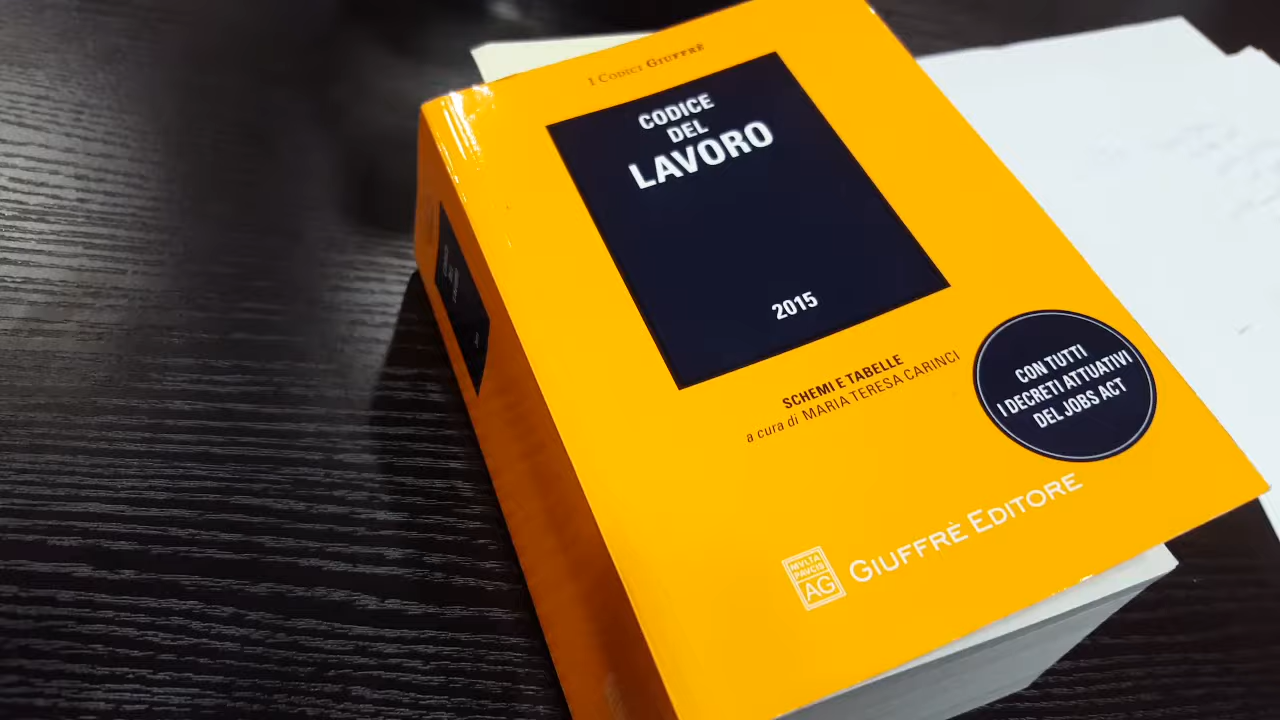 I CODICI GIUFFRÈ
CODICE
DEL
LAVORO
2015
SCHEMI E TABELLE
a cura di MARIA TERESA CARINCI
CON TUTTI
I DECRETI ATTUATIVI
DEL JOBS ACT
MVLTA
PAVCIS
AG
GIUFFRÈ EDITORE